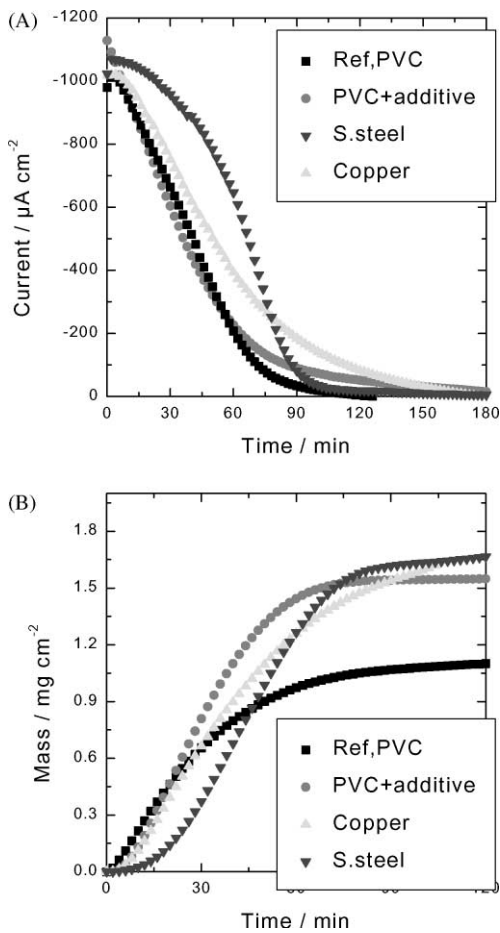 (A)
-1200
-1000
-800
-600
-400
-200
0
Current / µA cm⁻²
Ref,PVC
PVC+additive
S.steel
Copper
0 30 60 90 120 150 180
Time / min
(B)
1.8
1.5
1.2
0.9
0.6
0.3
0.0
Mass / mg cm⁻²
Ref,PVC
PVC+additive
Copper
S.steel
0 30
Time / min